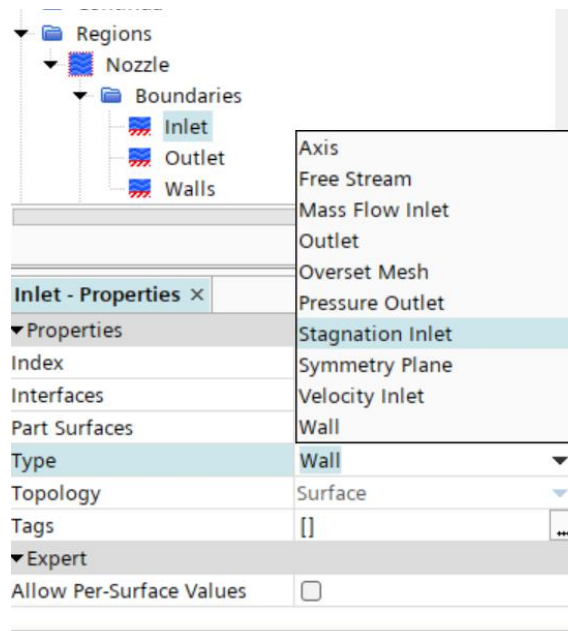 Regions
Nozzle
Boundaries
Inlet
Outlet
Walls
Axis
Free Stream
Mass Flow Inlet
Outlet
Overset Mesh
Pressure Outlet
Stagnation Inlet
Symmetry Plane
Velocity Inlet
Wall
Inlet - Properties ×
Properties
Index
Interfaces
Part Surfaces
Type Wall
Topology Surface
Tags [] ...
Expert
Allow Per-Surface Values